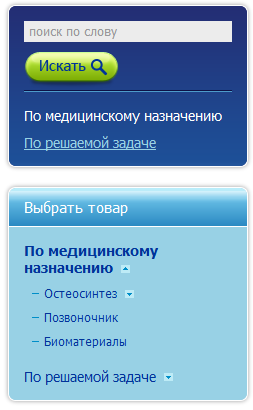 поиск по слову
Искать
По медицинскому назначению
По решаемой задаче
Выбрать товар
По медицинскому
назначению
– Остеосинтез
– Позвоночник
– Биоматериалы
По решаемой задаче